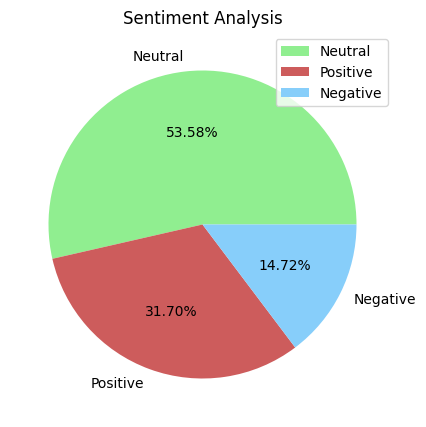 Sentiment Analysis
Neutral
Neutral
Positive
Negative
53.58%
14.72%
Negative
31.70%
Positive